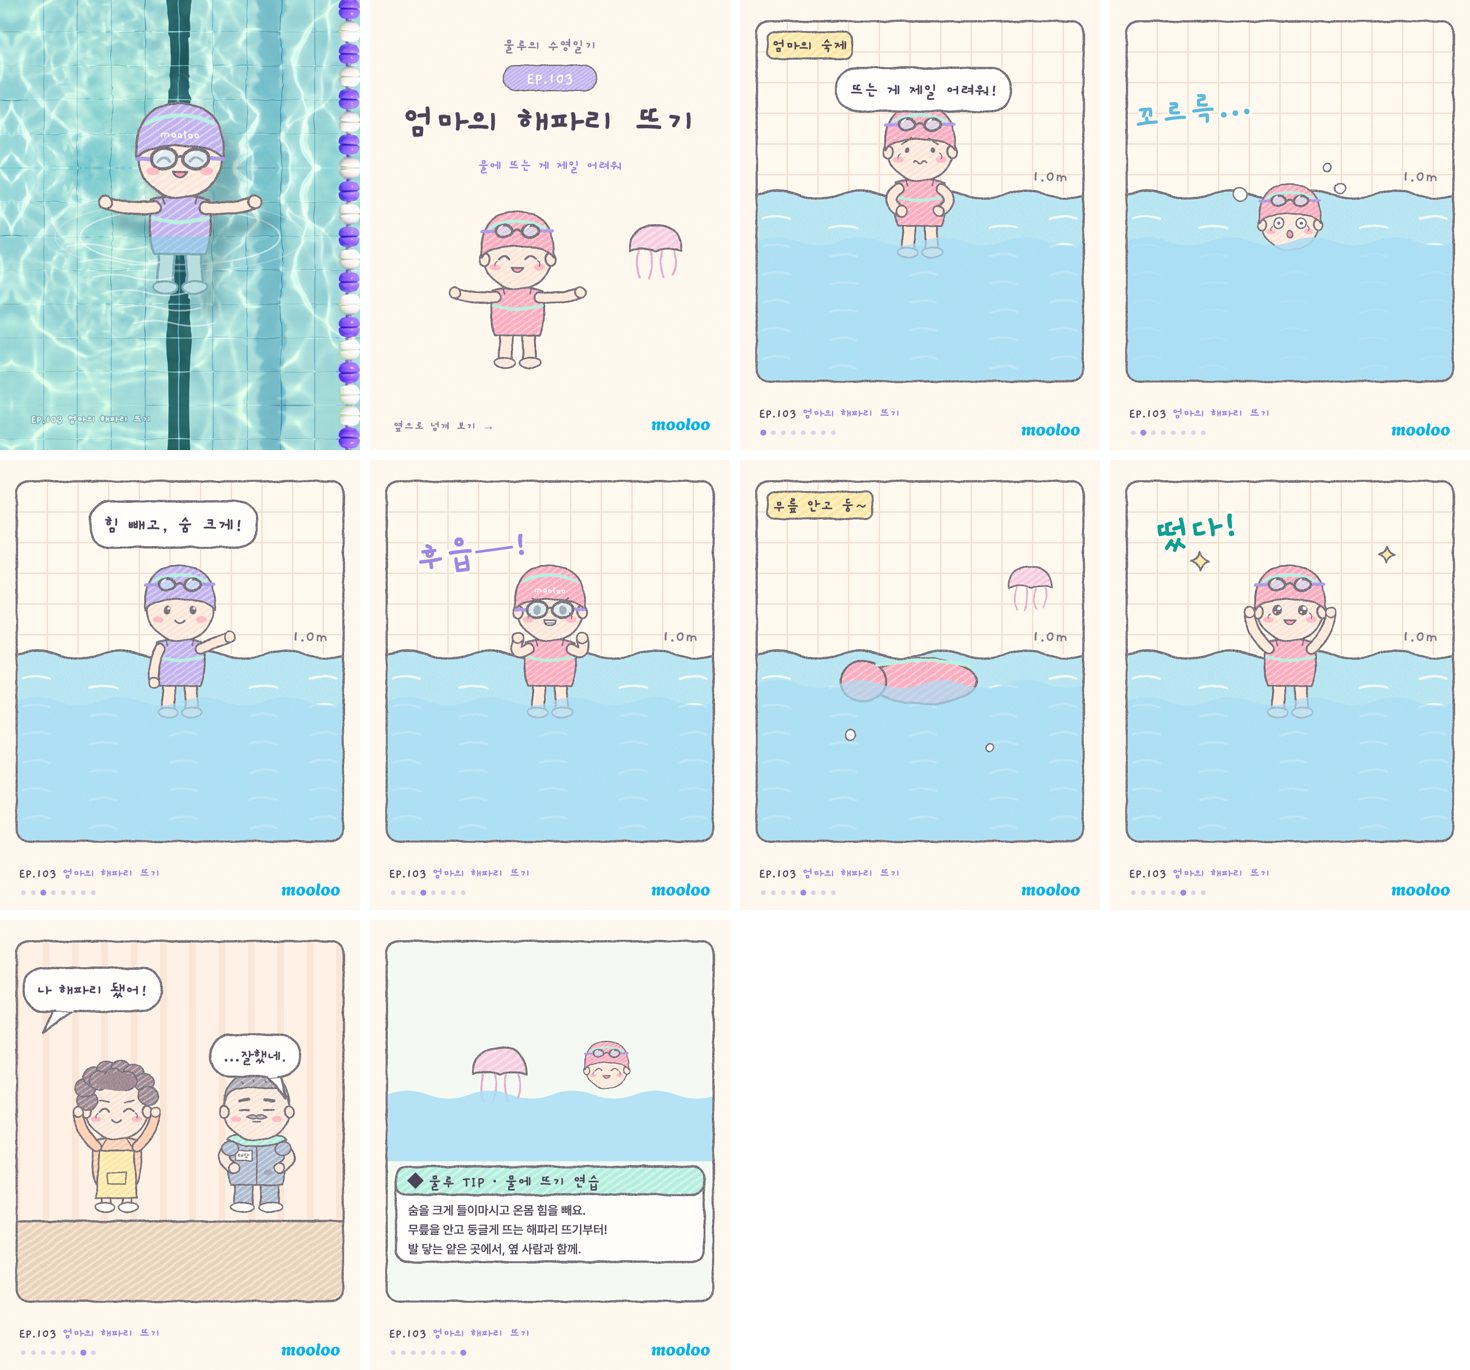 mooloo
EP.103 엄마의 해파리 뜨기
물루의 수영일기
EP.103
엄마의 해파리 뜨기
물에 뜨는 게 제일 어려워
옆으로 넘겨 보기 →
mooloo
엄마의 숙제
뜨는 게 제일 어려워!
1.0m
EP.103 엄마의 해파리 뜨기
mooloo
꼬르륵...
1.0m
EP.103 엄마의 해파리 뜨기
mooloo
힘 빼고, 숨 크게!
1.0m
EP.103 엄마의 해파리 뜨기
mooloo
후읍—!
mooloo
1.0m
EP.103 엄마의 해파리 뜨기
mooloo
무릎 안고 둥~
1.0m
EP.103 엄마의 해파리 뜨기
mooloo
떴다!
1.0m
EP.103 엄마의 해파리 뜨기
mooloo
나 해파리 됐어!
...잘했네.
EP.103 엄마의 해파리 뜨기
mooloo
◆ 물루 TIP · 물에 뜨기 연습
숨을 크게 들이마시고 온몸 힘을 빼요.
무릎을 안고 둥글게 뜨는 해파리 뜨기부터!
발 닿는 얕은 곳에서, 옆 사람과 함께.
EP.103 엄마의 해파리 뜨기
mooloo